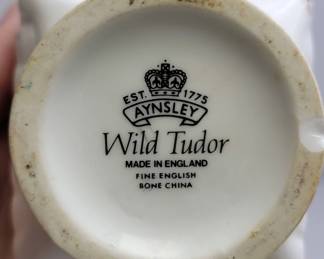 EST. 1775
AYNSLEY
Wild Tudor
MADE IN ENGLAND
FINE ENGLISH
BONE CHINA